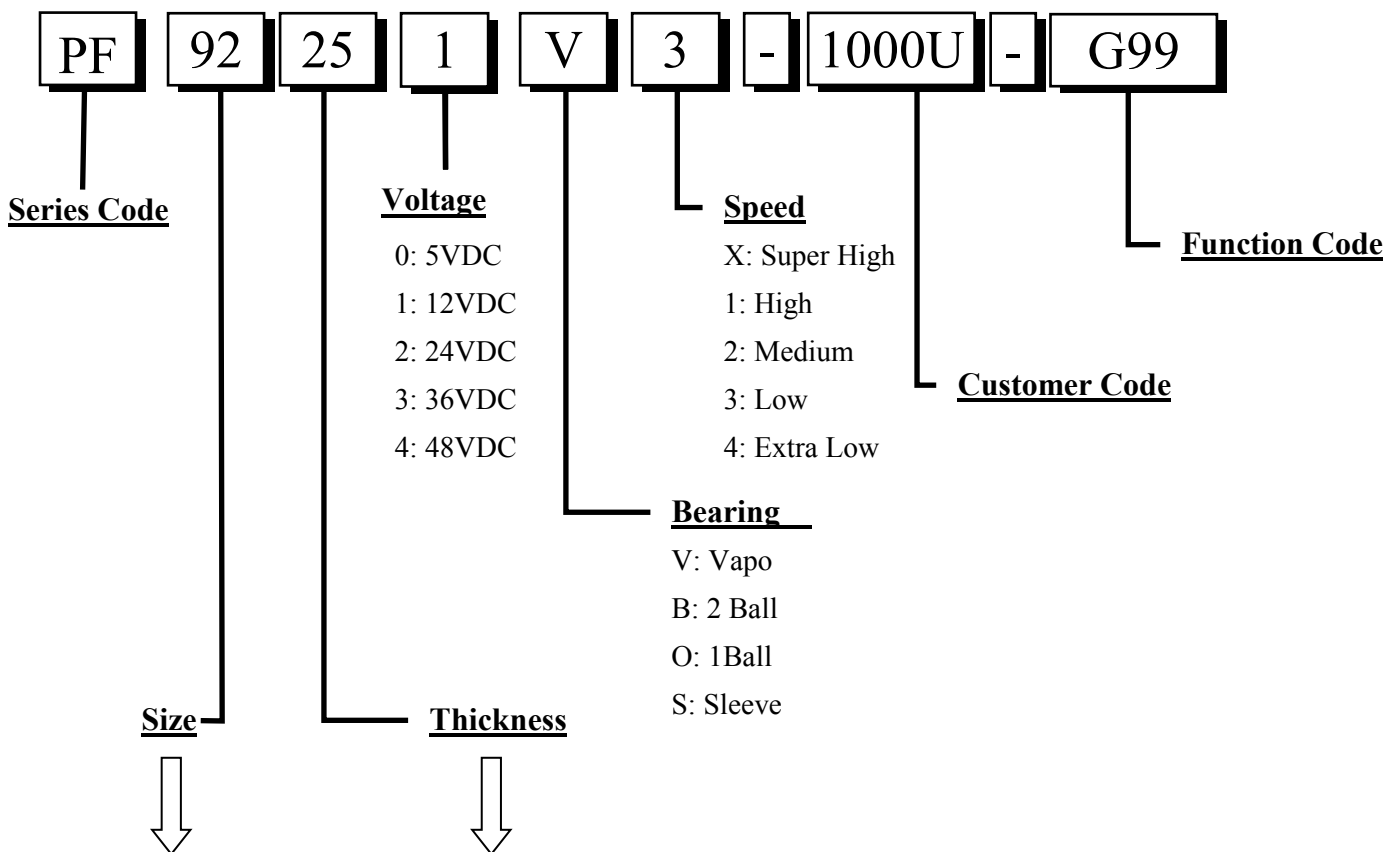 PF 92 25 1 V 3 - 1000U - G99
Series Code
Voltage
0: 5VDC
1: 12VDC
2: 24VDC
3: 36VDC
4: 48VDC
Speed
X: Super High
1: High
2: Medium
3: Low
4: Extra Low
Function Code
Customer Code
Bearing
V: Vapo
B: 2 Ball
O: 1Ball
S: Sleeve
Size
Thickness